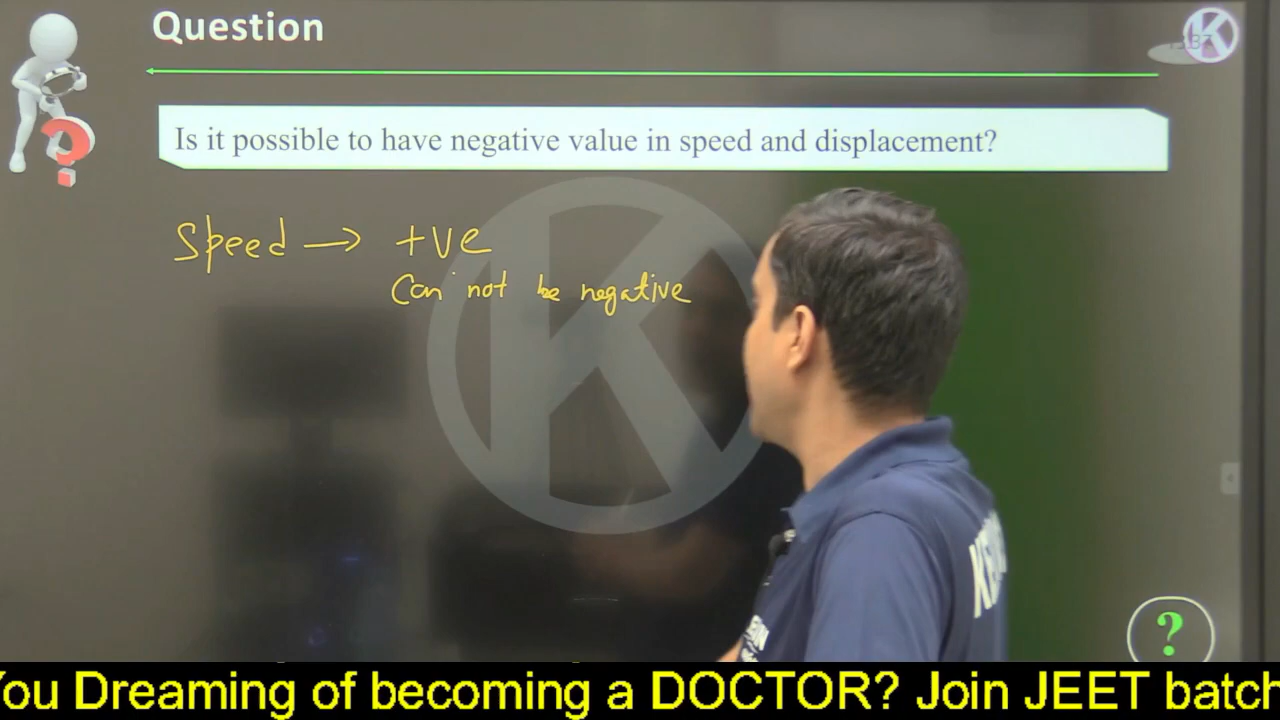 Question
Is it possible to have negative value in speed and displacement?
Speed → +ve
Can not be negative
You Dreaming of becoming a DOCTOR? Join JEET batch